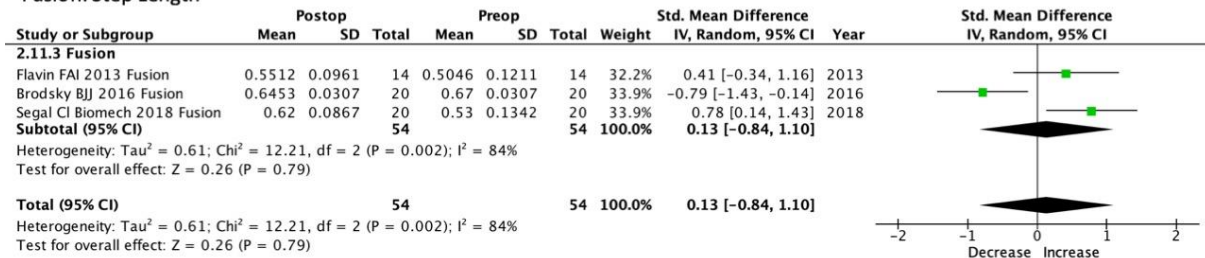 Fusion: Step Length
Postop Preop Std. Mean Difference Std. Mean Difference
Study or Subgroup Mean SD Total Mean SD Total Weight IV, Random, 95% CI Year IV, Random, 95% CI
2.11.3 Fusion
Flavin FAI 2013 Fusion 0.5512 0.0961 14 0.5046 0.1211 14 32.2% 0.41 [-0.34, 1.16] 2013
Brodsky BJJ 2016 Fusion 0.6453 0.0307 20 0.67 0.0307 20 33.9% -0.79 [-1.43, -0.14] 2016
Segal Cl Biomech 2018 Fusion 0.62 0.0867 20 0.53 0.1342 20 33.9% 0.78 [0.14, 1.43] 2018
Subtotal (95% CI) 54 54 100.0% 0.13 [-0.84, 1.10]
Heterogeneity: Tau² = 0.61; Chi² = 12.21, df = 2 (P = 0.002); I² = 84%
Test for overall effect: Z = 0.26 (P = 0.79)
Total (95% CI) 54 54 100.0% 0.13 [-0.84, 1.10]
Heterogeneity: Tau² = 0.61; Chi² = 12.21, df = 2 (P = 0.002); I² = 84%
Test for overall effect: Z = 0.26 (P = 0.79)
-2 -1 0 1 2
Decrease Increase